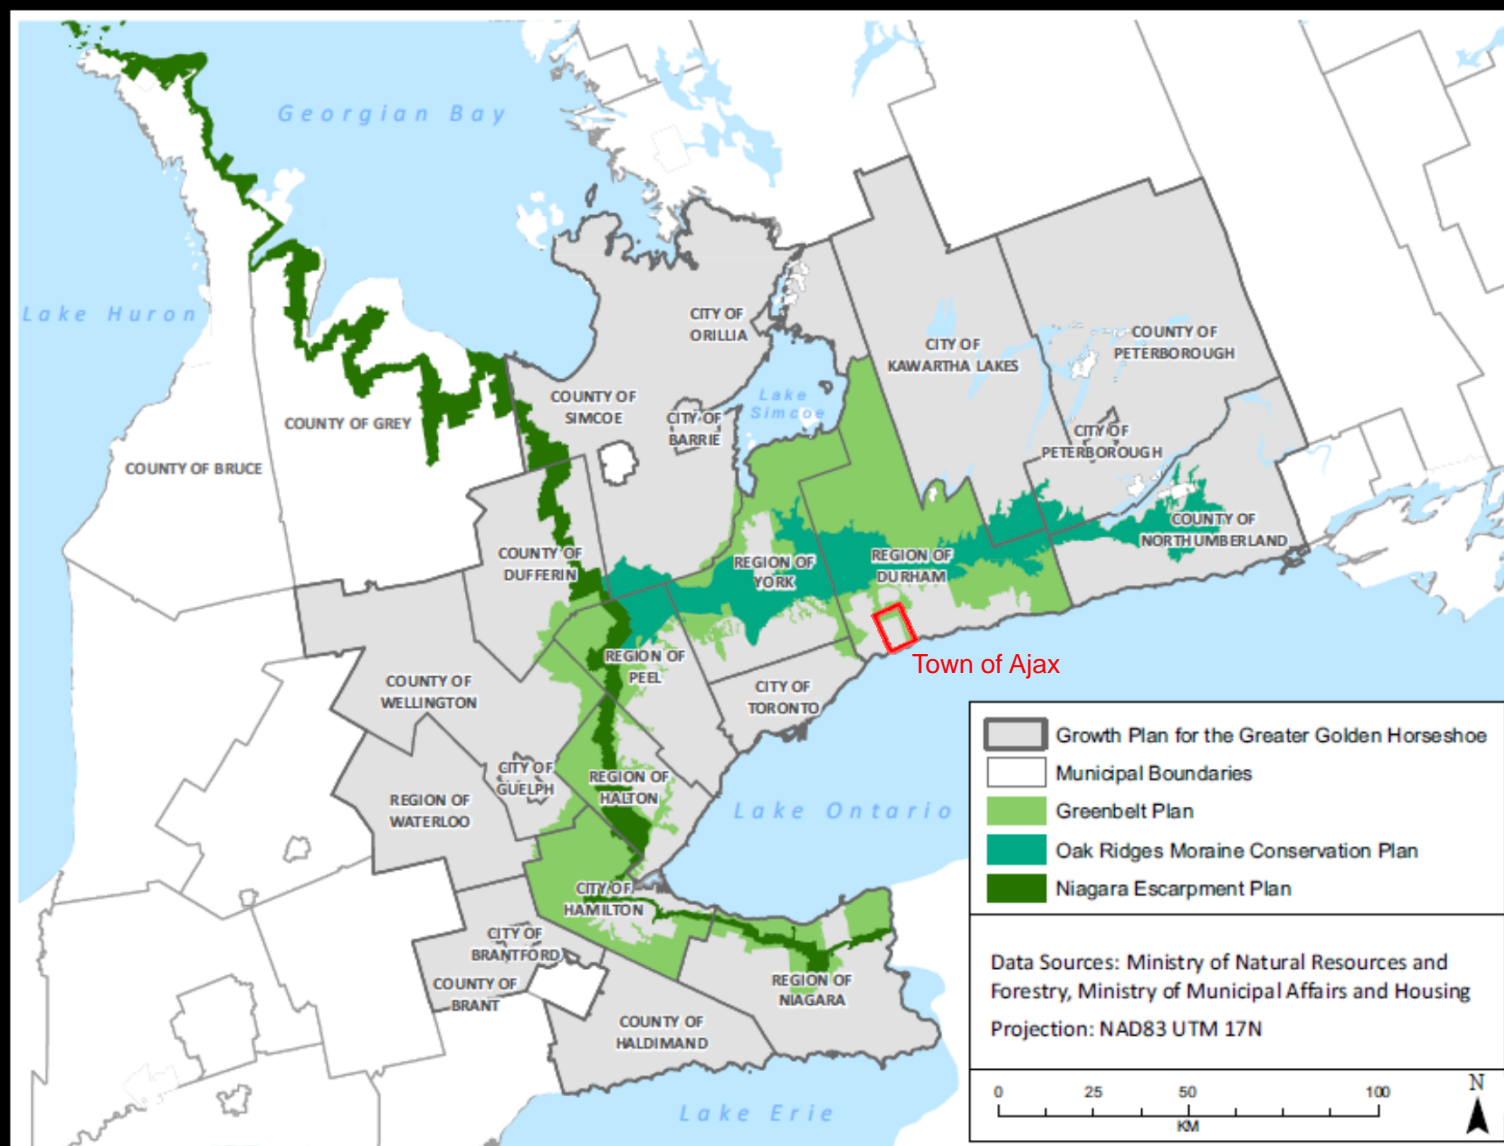 Georgian Bay
Lake Huron
CITY OF
ORILLIA
CITY OF
KAWARTHA LAKES
COUNTY OF
PETERBOROUGH
COUNTY OF
SIMCOE
Lake
Simcoe
CITY OF
BARRIE
COUNTY OF GREY
CITY OF
PETERBOROUGH
COUNTY OF BRUCE
COUNTY OF
NORTHUMBERLAND
COUNTY OF
DUFFERIN
REGION OF
YORK
REGION OF
DURHAM
REGION OF
PEEL
Town of Ajax
COUNTY OF
WELLINGTON
CITY OF
TORONTO
CITY OF
GUELPH
REGION OF
HALTON
REGION OF
WATERLOO
Lake Ontario
CITY OF
HAMILTON
CITY OF
BRANTFORD
COUNTY OF
BRANT
REGION OF
NIAGARA
COUNTY OF
HALDIMAND
Lake Erie
Growth Plan for the Greater Golden Horseshoe
Municipal Boundaries
Greenbelt Plan
Oak Ridges Moraine Conservation Plan
Niagara Escarpment Plan
Data Sources: Ministry of Natural Resources and
Forestry, Ministry of Municipal Affairs and Housing
Projection: NAD83 UTM 17N
0 25 50 100
KM
N